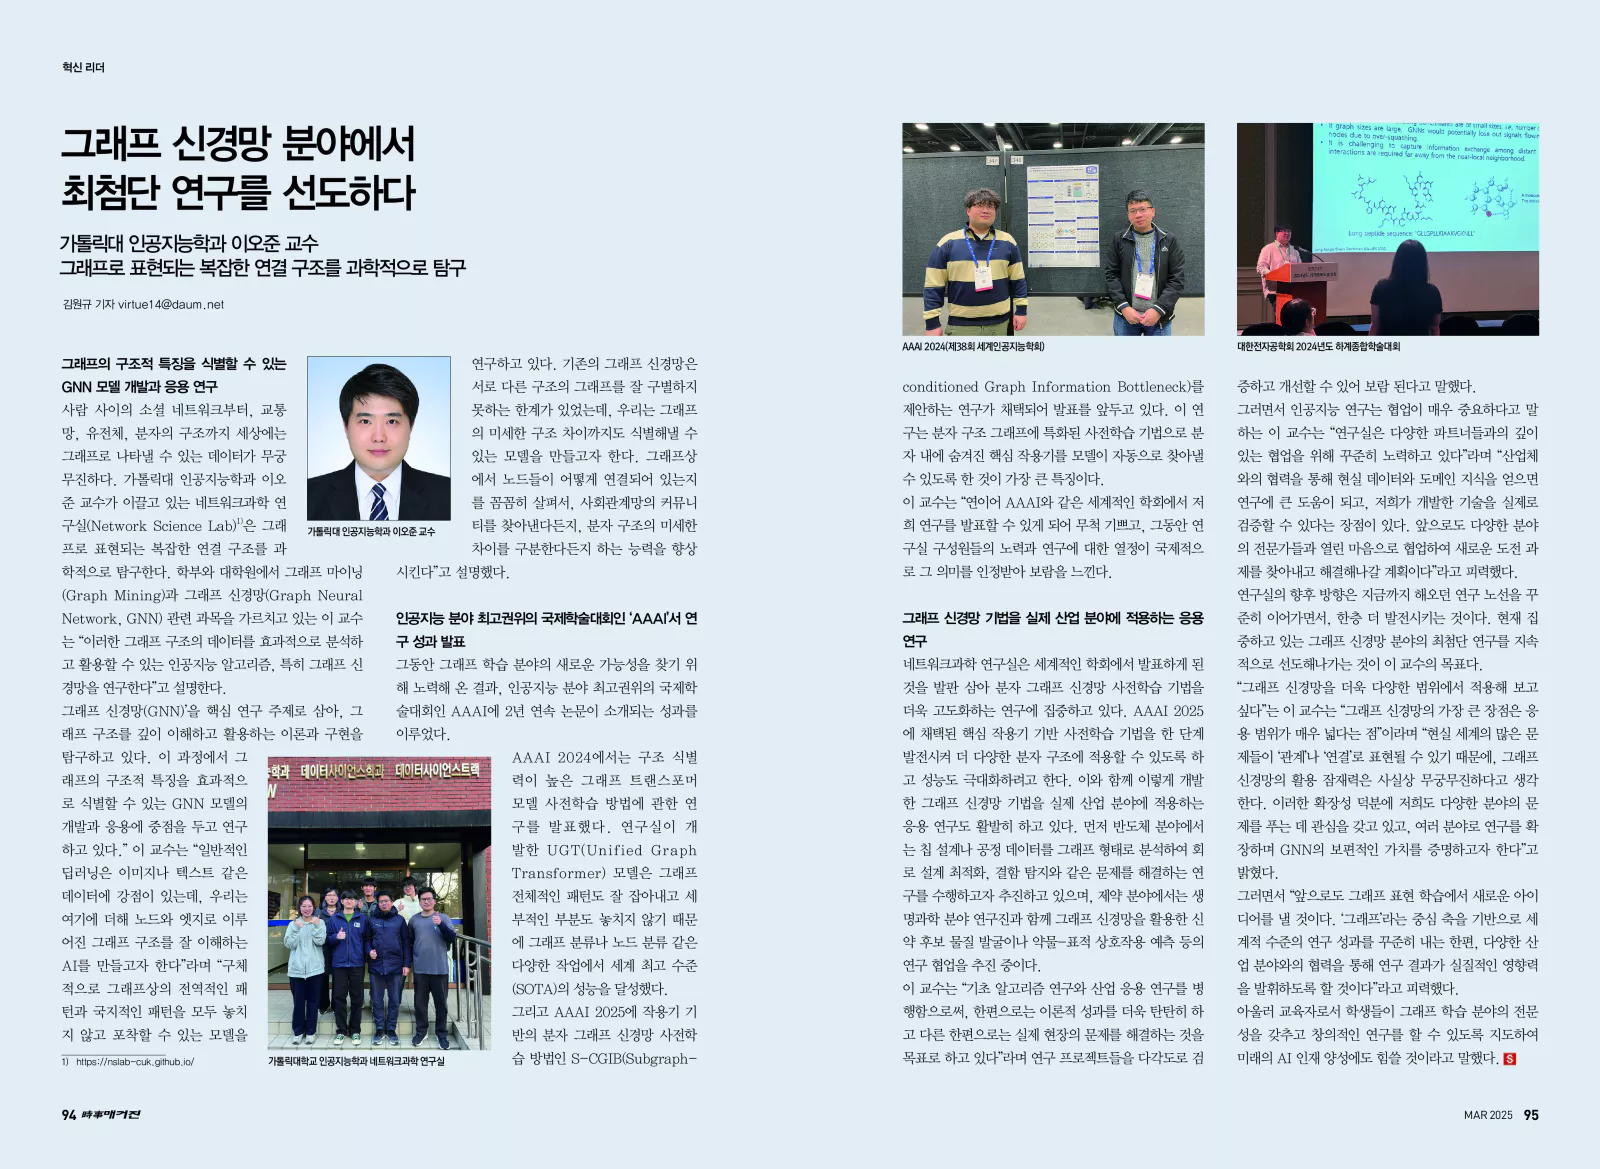 혁신 리더
그래프 신경망 분야에서
최첨단 연구를 선도하다
가톨릭대 인공지능학과 이오준 교수
그래프로 표현되는 복잡한 연결 구조를 과학적으로 탐구
김원규 기자 virtue14@daum.net
그래프의 구조적 특징을 식별할 수 있는
GNN 모델 개발과 응용 연구
사람 사이의 소셜 네트워크부터, 교통
망, 유전체, 분자의 구조까지 세상에는
그래프로 나타낼 수 있는 데이터가 무궁
무진하다. 가톨릭대 인공지능학과 이오
준 교수가 이끌고 있는 네트워크과학 연
구실(Network Science Lab)1)은 그래
프로 표현되는 복잡한 연결 구조를 과
학적으로 탐구한다. 학부와 대학원에서 그래프 마이닝
(Graph Mining)과 그래프 신경망(Graph Neural
Network, GNN) 관련 과목을 가르치고 있는 이 교수
는 “이러한 그래프 구조의 데이터를 효과적으로 분석하
고 활용할 수 있는 인공지능 알고리즘, 특히 그래프 신
경망을 연구한다”고 설명한다.
그래프 신경망(GNN)’을 핵심 연구 주제로 삼아, 그
래프 구조를 깊이 이해하고 활용하는 이론과 구현을
탐구하고 있다. 이 과정에서 그
래프의 구조적 특징을 효과적으
로 식별할 수 있는 GNN 모델의
개발과 응용에 중점을 두고 연구
하고 있다.” 이 교수는 “일반적인
딥러닝은 이미지나 텍스트 같은
데이터에 강점이 있는데, 우리는
여기에 더해 노드와 엣지로 이루
어진 그래프 구조를 잘 이해하는
AI를 만들고자 한다”라며 “구체
적으로 그래프상의 전역적인 패
턴과 국지적인 패턴을 모두 놓치
지 않고 포착할 수 있는 모델을
1) https://nslab-cuk.github.io/
가톨릭대 인공지능학과 이오준 교수
연구하고 있다. 기존의 그래프 신경망은
서로 다른 구조의 그래프를 잘 구별하지
못하는 한계가 있었는데, 우리는 그래프
의 미세한 구조 차이까지도 식별해낼 수
있는 모델을 만들고자 한다. 그래프상
에서 노드들이 어떻게 연결되어 있는지
를 꼼꼼히 살펴서, 사회관계망의 커뮤니
티를 찾아낸다든지, 분자 구조의 미세한
차이를 구분한다든지 하는 능력을 향상
시킨다”고 설명했다.
인공지능 분야 최고권위의 국제학술대회인 ‘AAAI’서 연
구 성과 발표
그동안 그래프 학습 분야의 새로운 가능성을 찾기 위
해 노력해 온 결과, 인공지능 분야 최고권위의 국제학
술대회인 AAAI에 2년 연속 논문이 소개되는 성과를
이루었다.
AAAI 2024에서는 구조 식별
력이 높은 그래프 트랜스포머
모델 사전학습 방법에 관한 연
구를 발표했다. 연구실이 개
발한 UGT(Unified Graph
Transformer) 모델은 그래프
전체적인 패턴도 잘 잡아내고 세
부적인 부분도 놓치지 않기 때문
에 그래프 분류나 노드 분류 같은
다양한 작업에서 세계 최고 수준
(SOTA)의 성능을 달성했다.
그리고 AAAI 2025에 작용기 기
반의 분자 그래프 신경망 사전학
습 방법인 S-CGIB(Subgraph-
학과 데이터사이언스학과 데이터사이언스트랙
W
가톨릭대학교 인공지능학과 네트워크과학 연구실
94 時事매거진
347 348
AAAI 2024(제38회 세계인공지능학회)
conditioned Graph Information Bottleneck)를
제안하는 연구가 채택되어 발표를 앞두고 있다. 이 연
구는 분자 구조 그래프에 특화된 사전학습 기법으로 분
자 내에 숨겨진 핵심 작용기를 모델이 자동으로 찾아낼
수 있도록 한 것이 가장 큰 특징이다.
이 교수는 “연이어 AAAI와 같은 세계적인 학회에서 저
희 연구를 발표할 수 있게 되어 무척 기쁘고, 그동안 연
구실 구성원들의 노력과 연구에 대한 열정이 국제적으
로 그 의미를 인정받아 보람을 느낀다.
그래프 신경망 기법을 실제 산업 분야에 적용하는 응용
연구
네트워크과학 연구실은 세계적인 학회에서 발표하게 된
것을 발판 삼아 분자 그래프 신경망 사전학습 기법을
더욱 고도화하는 연구에 집중하고 있다. AAAI 2025
에 채택된 핵심 작용기 기반 사전학습 기법을 한 단계
발전시켜 더 다양한 분자 구조에 적용할 수 있도록 하
고 성능도 극대화하려고 한다. 이와 함께 이렇게 개발
한 그래프 신경망 기법을 실제 산업 분야에 적용하는
응용 연구도 활발히 하고 있다. 먼저 반도체 분야에서
는 칩 설계나 공정 데이터를 그래프 형태로 분석하여 회
로 설계 최적화, 결함 탐지와 같은 문제를 해결하는 연
구를 수행하고자 추진하고 있으며, 제약 분야에서는 생
명과학 분야 연구진과 함께 그래프 신경망을 활용한 신
약 후보 물질 발굴이나 약물-표적 상호작용 예측 등의
연구 협업을 추진 중이다.
이 교수는 “기초 알고리즘 연구와 산업 응용 연구를 병
행함으로써, 한편으로는 이론적 성과를 더욱 탄탄히 하
고 다른 한편으로는 실제 현장의 문제를 해결하는 것을
목표로 하고 있다”라며 연구 프로젝트들을 다각도로 검
It graph sizes are large, GNNs would potentially loss out signals flowin
nodes due to over-squashing.
It is challenging to capture information exchange among distant
interactions are required far away from the near-local neighborhood.
Long peptide sequence: "GLLGPLLKIAAKVGKNLL"
대한전자공학회 2024년도 하계종합학술대회
증하고 개선할 수 있어 보람 된다고 말했다.
그러면서 인공지능 연구는 협업이 매우 중요하다고 말
하는 이 교수는 “연구실은 다양한 파트너들과의 깊이
있는 협업을 위해 꾸준히 노력하고 있다”라며 “산업체
와의 협력을 통해 현실 데이터와 도메인 지식을 얻으면
연구에 큰 도움이 되고, 저희가 개발한 기술을 실제로
검증할 수 있다는 장점이 있다. 앞으로도 다양한 분야
의 전문가들과 열린 마음으로 협업하여 새로운 도전 과
제를 찾아내고 해결해나갈 계획이다”라고 피력했다.
연구실의 향후 방향은 지금까지 해오던 연구 노선을 꾸
준히 이어가면서, 한층 더 발전시키는 것이다. 현재 집
중하고 있는 그래프 신경망 분야의 최첨단 연구를 지속
적으로 선도해나가는 것이 이 교수의 목표다.
“그래프 신경망을 더욱 다양한 범위에서 적용해 보고
싶다”는 이 교수는 “그래프 신경망의 가장 큰 장점은 응
용 범위가 매우 넓다는 점”이라며 “현실 세계의 많은 문
제들이 ‘관계’나 ‘연결’로 표현될 수 있기 때문에, 그래프
신경망의 활용 잠재력은 사실상 무궁무진하다고 생각
한다. 이러한 확장성 덕분에 저희도 다양한 분야의 문
제를 푸는 데 관심을 갖고 있고, 여러 분야로 연구를 확
장하며 GNN의 보편적인 가치를 증명하고자 한다”고
밝혔다.
그러면서 “앞으로도 그래프 표현 학습에서 새로운 아이
디어를 낼 것이다. ‘그래프’라는 중심 축을 기반으로 세
계적 수준의 연구 성과를 꾸준히 내는 한편, 다양한 산
업 분야와의 협력을 통해 연구 결과가 실질적인 영향력
을 발휘하도록 할 것이다”라고 피력했다.
아울러 교육자로서 학생들이 그래프 학습 분야의 전문
성을 갖추고 창의적인 연구를 할 수 있도록 지도하여
미래의 AI 인재 양성에도 힘쓸 것이라고 말했다. S
MAR 2025 95